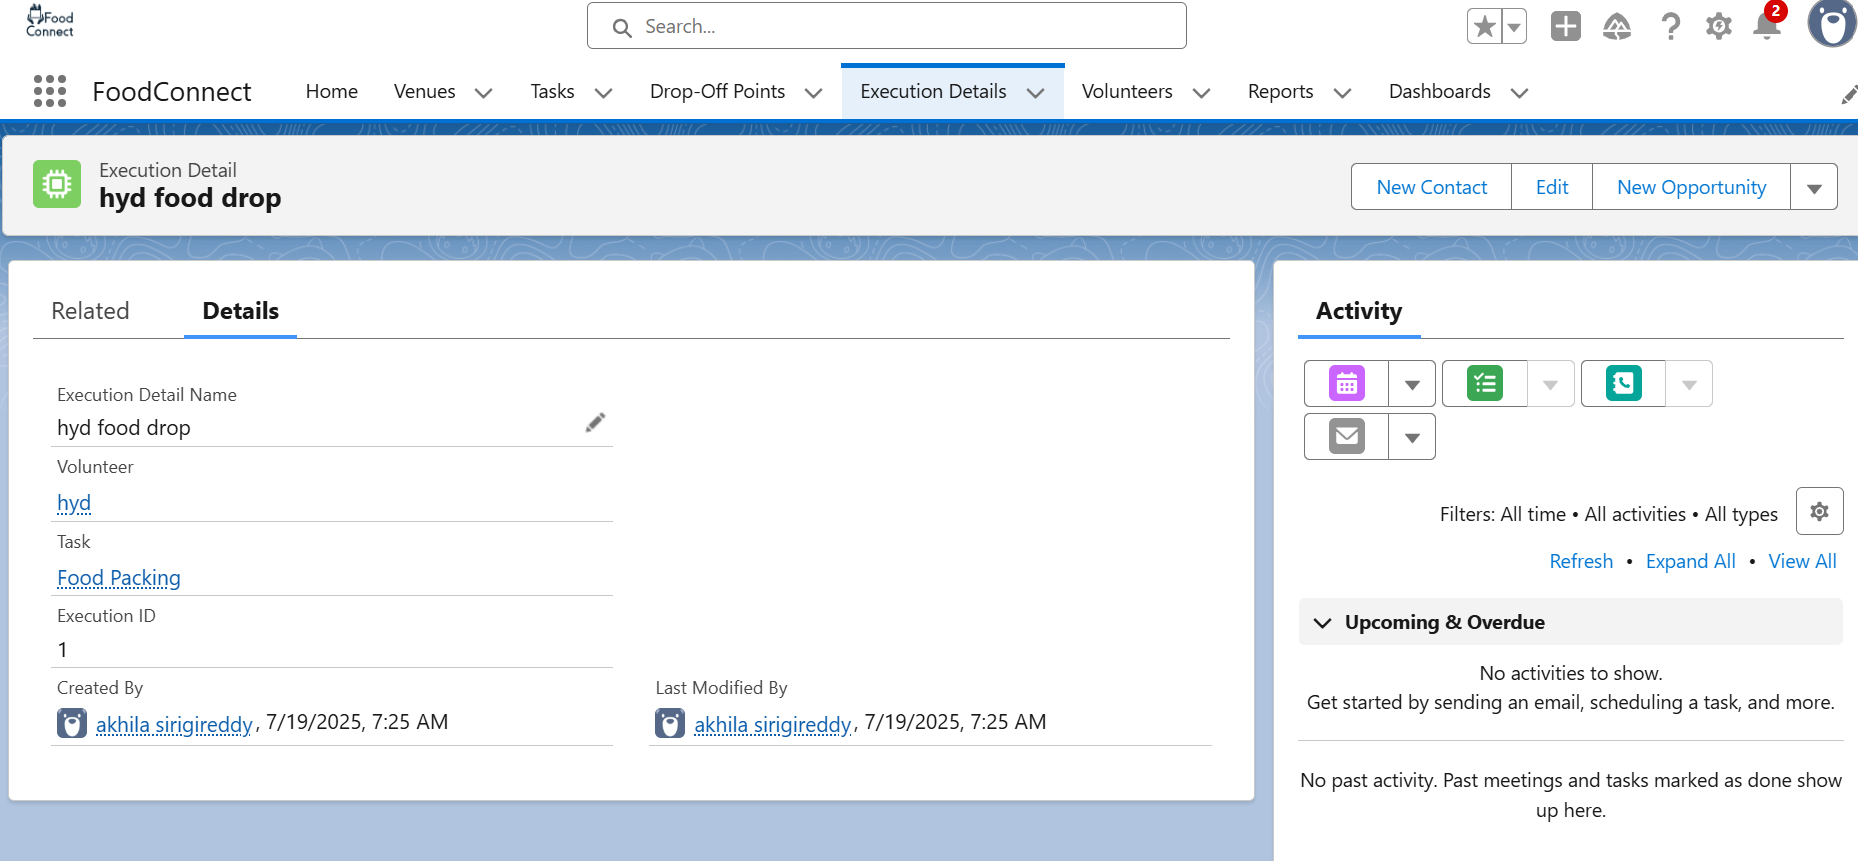 Food
Connect
Search...
2
FoodConnect
Home
Venues
Tasks
Drop-Off Points
Execution Details
Volunteers
Reports
Dashboards
Execution Detail
hyd food drop
New Contact
Edit
New Opportunity
Related
Details
Execution Detail Name
hyd food drop
Volunteer
hyd
Task
Food Packing
Execution ID
1
Created By
akhila sirigireddy, 7/19/2025, 7:25 AM
Last Modified By
akhila sirigireddy, 7/19/2025, 7:25 AM
Activity
Filters: All time • All activities • All types
Refresh • Expand All • View All
Upcoming & Overdue
No activities to show.
Get started by sending an email, scheduling a task, and more.
No past activity. Past meetings and tasks marked as done show
up here.